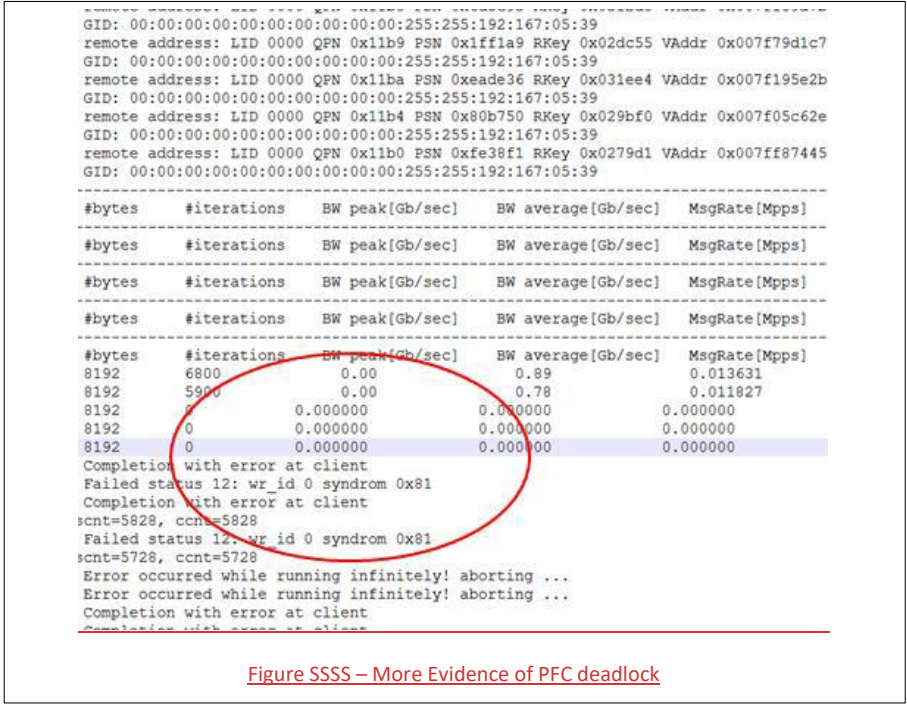 GID: 00:00:00:00:00:00:00:00:00:00:255:255:192:167:05:39
remote address: LID 0000 QPN 0x11b9 PSN 0x1ff1a9 RKey 0x02dc55 VAddr 0x007f79d1c7
GID: 00:00:00:00:00:00:00:00:00:00:255:255:192:167:05:39
remote address: LID 0000 QPN 0x11ba PSN 0xeade36 RKey 0x031ee4 VAddr 0x007f195e2b
GID: 00:00:00:00:00:00:00:00:00:00:255:255:192:167:05:39
remote address: LID 0000 QPN 0x11b4 PSN 0x80b750 RKey 0x029bf0 VAddr 0x007f05c62e
GID: 00:00:00:00:00:00:00:00:00:00:255:255:192:167:05:39
remote address: LID 0000 QPN 0x11b0 PSN 0xfe38f1 RKey 0x0279d1 VAddr 0x007ff87445
GID: 00:00:00:00:00:00:00:00:00:00:255:255:192:167:05:39
#bytes #iterations BW peak[Gb/sec] BW average[Gb/sec] MsgRate[Mpps]
#bytes #iterations BW peak[Gb/sec] BW average[Gb/sec] MsgRate[Mpps]
#bytes #iterations BW peak[Gb/sec] BW average[Gb/sec] MsgRate[Mpps]
#bytes #iterations BW peak[Gb/sec] BW average[Gb/sec] MsgRate[Mpps]
#bytes #iterations BW peak[Gb/sec] BW average[Gb/sec] MsgRate[Mpps]
8192 6800 0.00 0.89 0.013631
8192 5900 0.00 0.78 0.011827
8192 0 0.000000 0.000000 0.000000
8192 0 0.000000 0.000000 0.000000
8192 0 0.000000 0.000000 0.000000
Completion with error at client
Failed status 12: wr_id 0 syndrom 0x81
Completion with error at client
scnt=5828, ccnt=5828
Failed status 12: wr_id 0 syndrom 0x81
scnt=5728, ccnt=5728
Error occurred while running infinitely! aborting ...
Error occurred while running infinitely! aborting ...
Completion with error at client
Completion with error at client
Figure SSSS – More Evidence of PFC deadlock